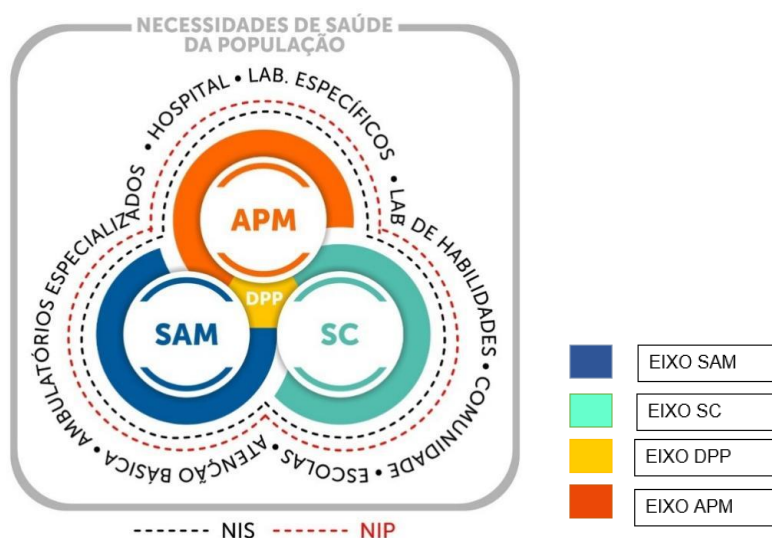 NECESSIDADES DE SAÚDE
DA POPULAÇÃO
AMBULATÓRIOS ESPECIALIZADOS • HOSPITAL • LAB. ESPECÍFICOS • LAB. DE HABILIDADES • COMUNIDADE • ESCOLAS • ATENÇÃO BÁSICA •
APM
DPP
SAM
SC
NIS
NIP
EIXO SAM
EIXO SC
EIXO DPP
EIXO APM